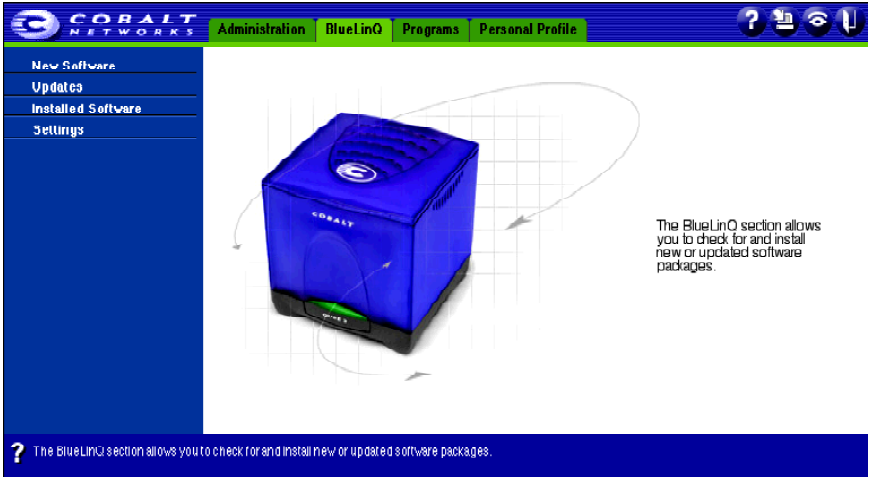 COBALT
NETWORKS
Administration
BlueLinQ
Programs
Personal Profile
New Software
Updates
Installed Software
Settings
COBALT
The BlueLinQ section allows
you to check for and install
new or updated software
packages.
? The BlueLinQ section allows you to check for and install new or updated software packages.